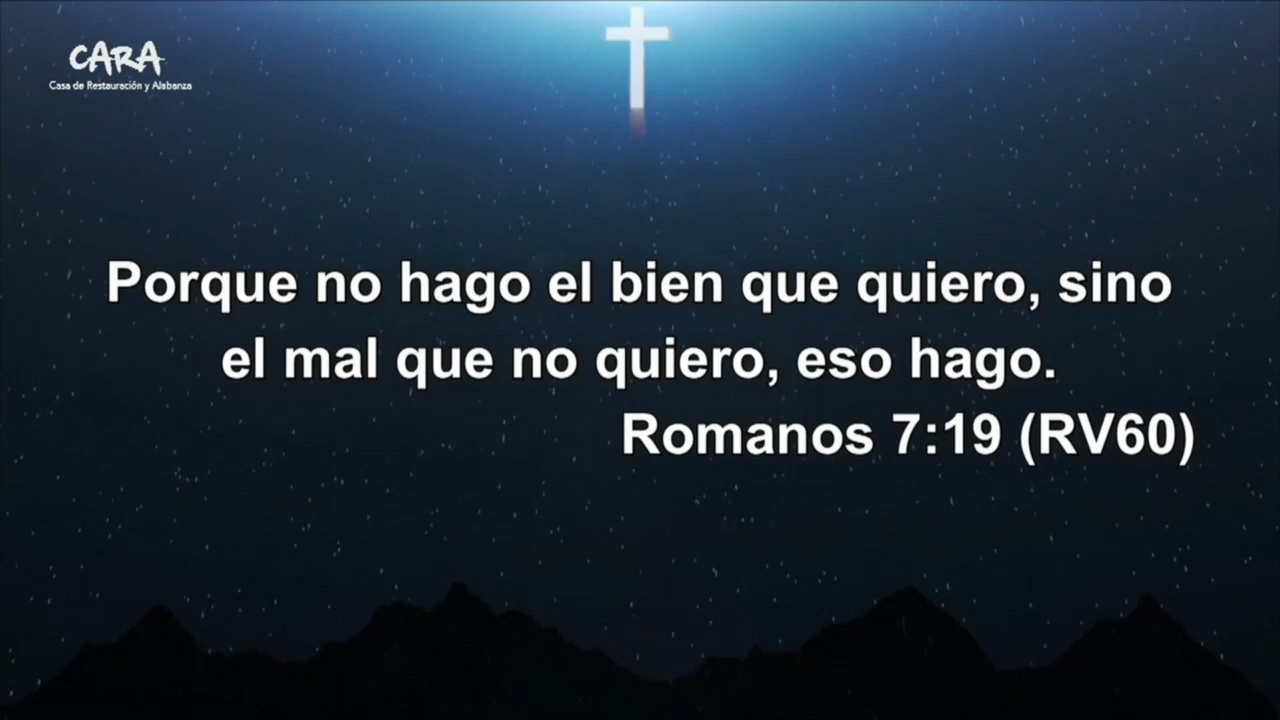 CARA
Casa de Restauración y Alabanza
Porque no hago el bien que quiero, sino
el mal que no quiero, eso hago.
Romanos 7:19 (RV60)